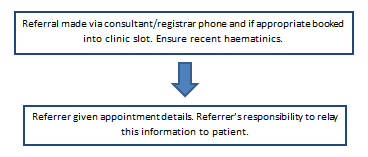 Referral made via consultant/registrar phone and if appropriate booked
into clinic slot. Ensure recent haematinics.
Referrer given appointment details. Referrer's responsibility to relay
this information to patient.